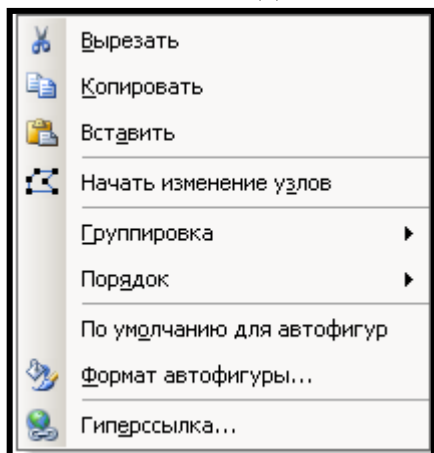 Вырезать
Копировать
Вставить
Начать изменение узлов
Группировка
Порядок
По умолчанию для автофигур
Формат автофигуры...
Гиперссылка...